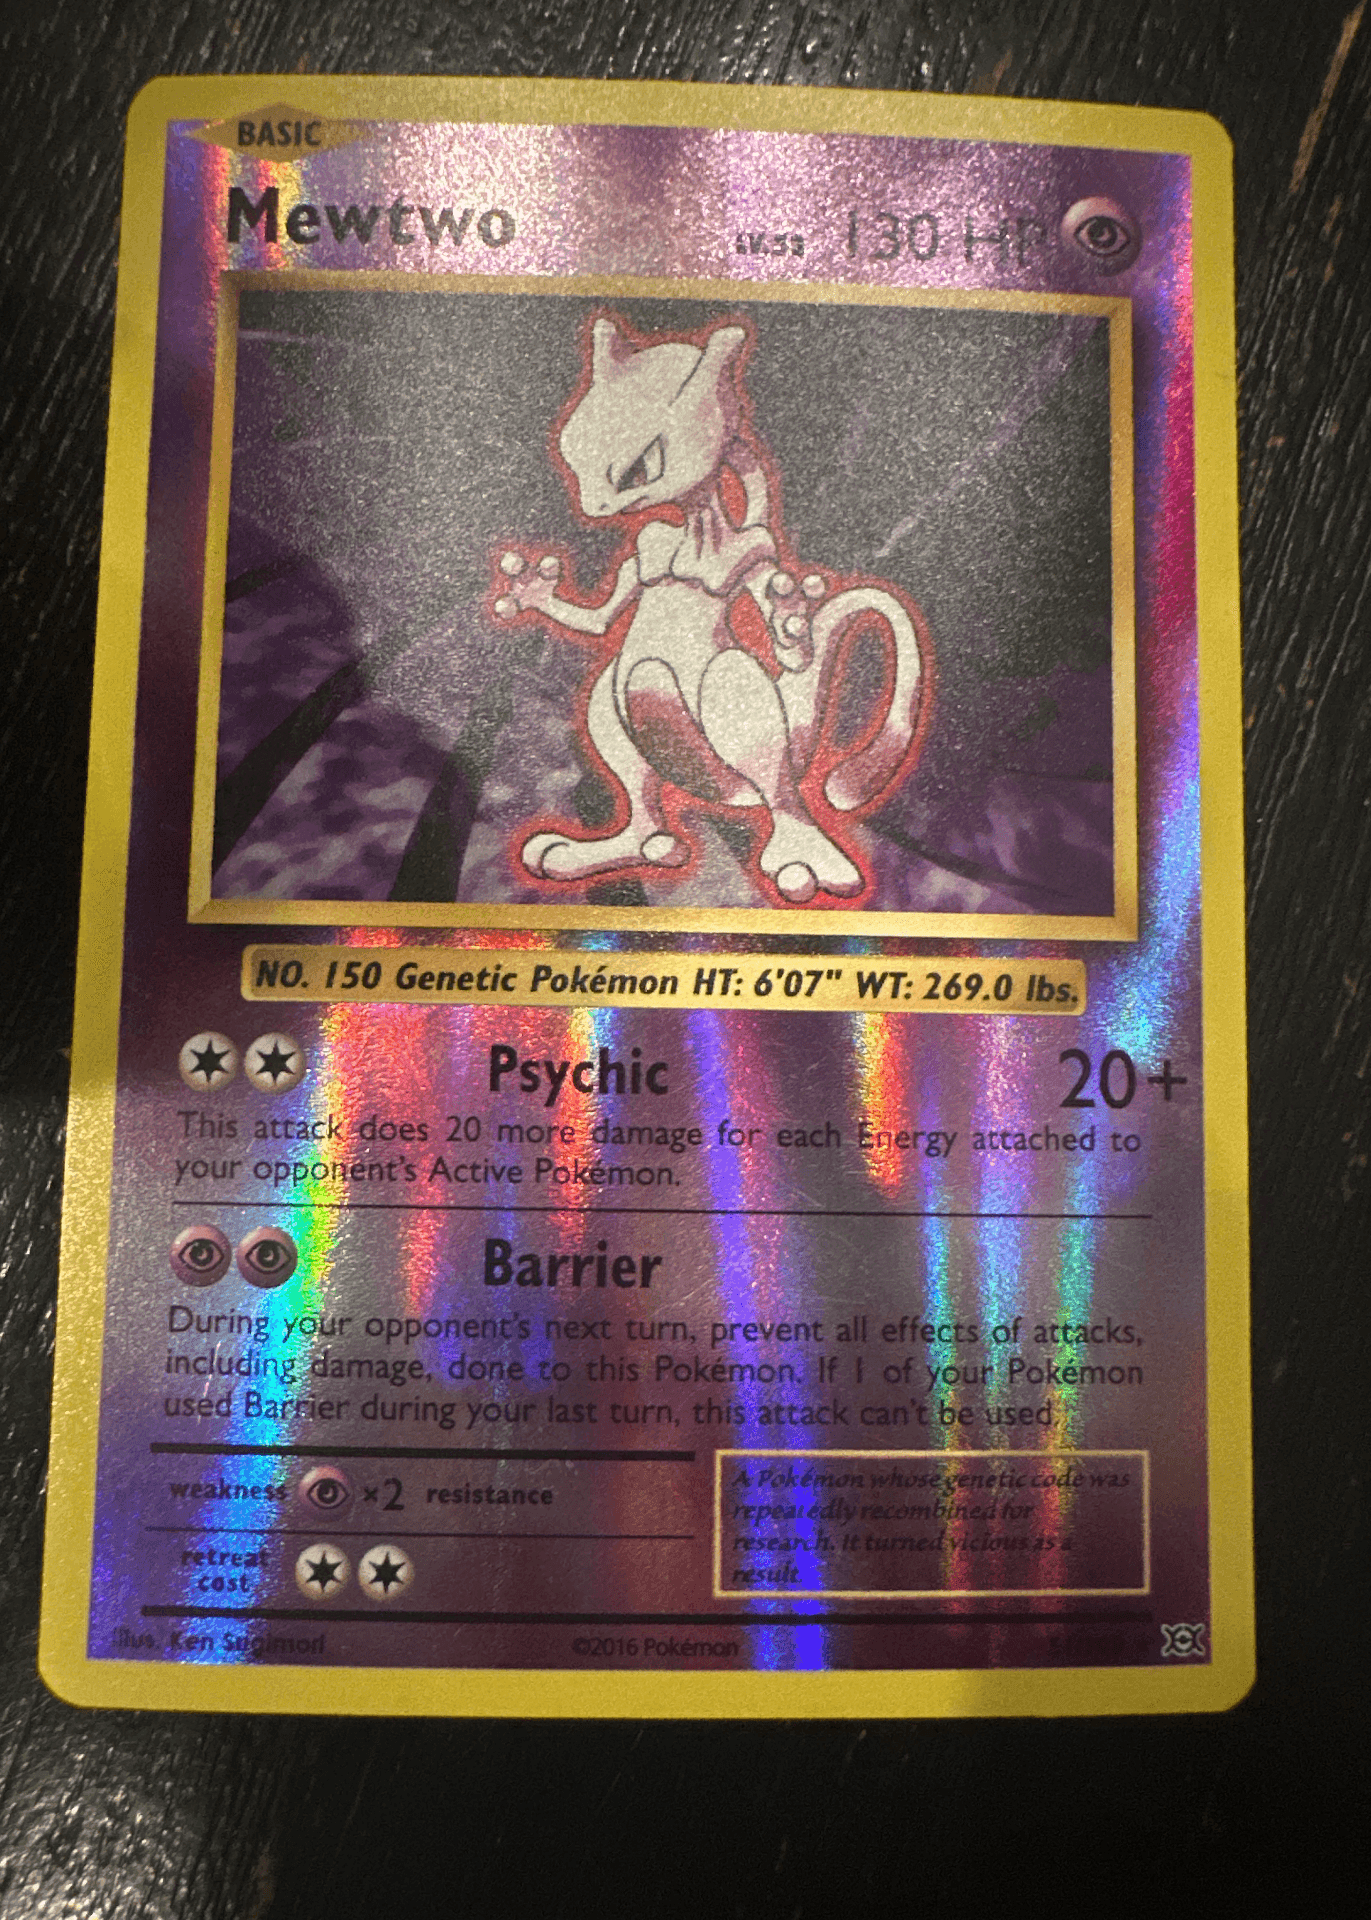 BASIC
Mewtwo LV.53 130 HP
NO. 150 Genetic Pokémon HT: 6'07" WT: 269.0 lbs.
Psychic 20+
This attack does 20 more damage for each Energy attached to
your opponent's Active Pokémon.
Barrier
During your opponent's next turn, prevent all effects of attacks,
including damage, done to this Pokémon. If 1 of your Pokémon
used Barrier during your last turn, this attack can't be used.
weakness ×2 resistance
A Pokémon whose genetic code was
repeatedly recombined for
research. It turned vicious as a
result.
retreat
cost
Illus. Ken Sugimori ©2016 Pokémon